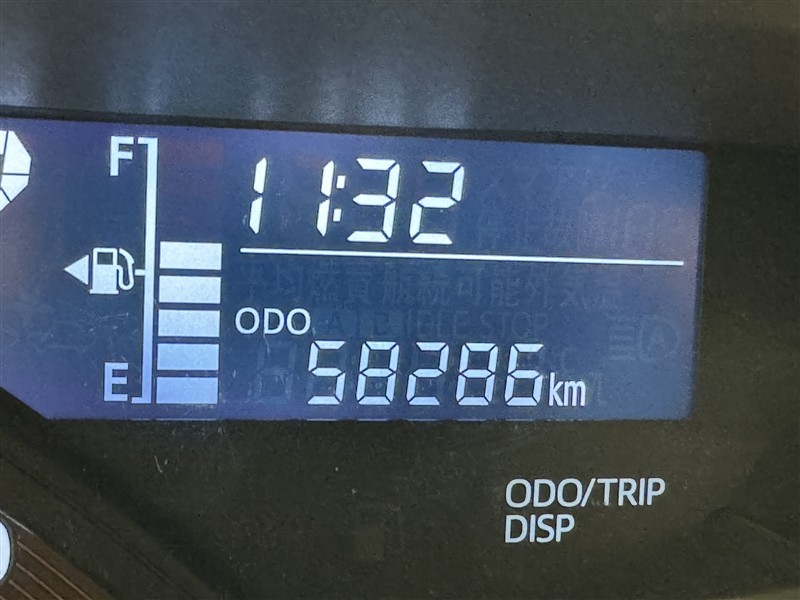 F
11:32
ODO
58286km
E
ODO/TRIP
DISP